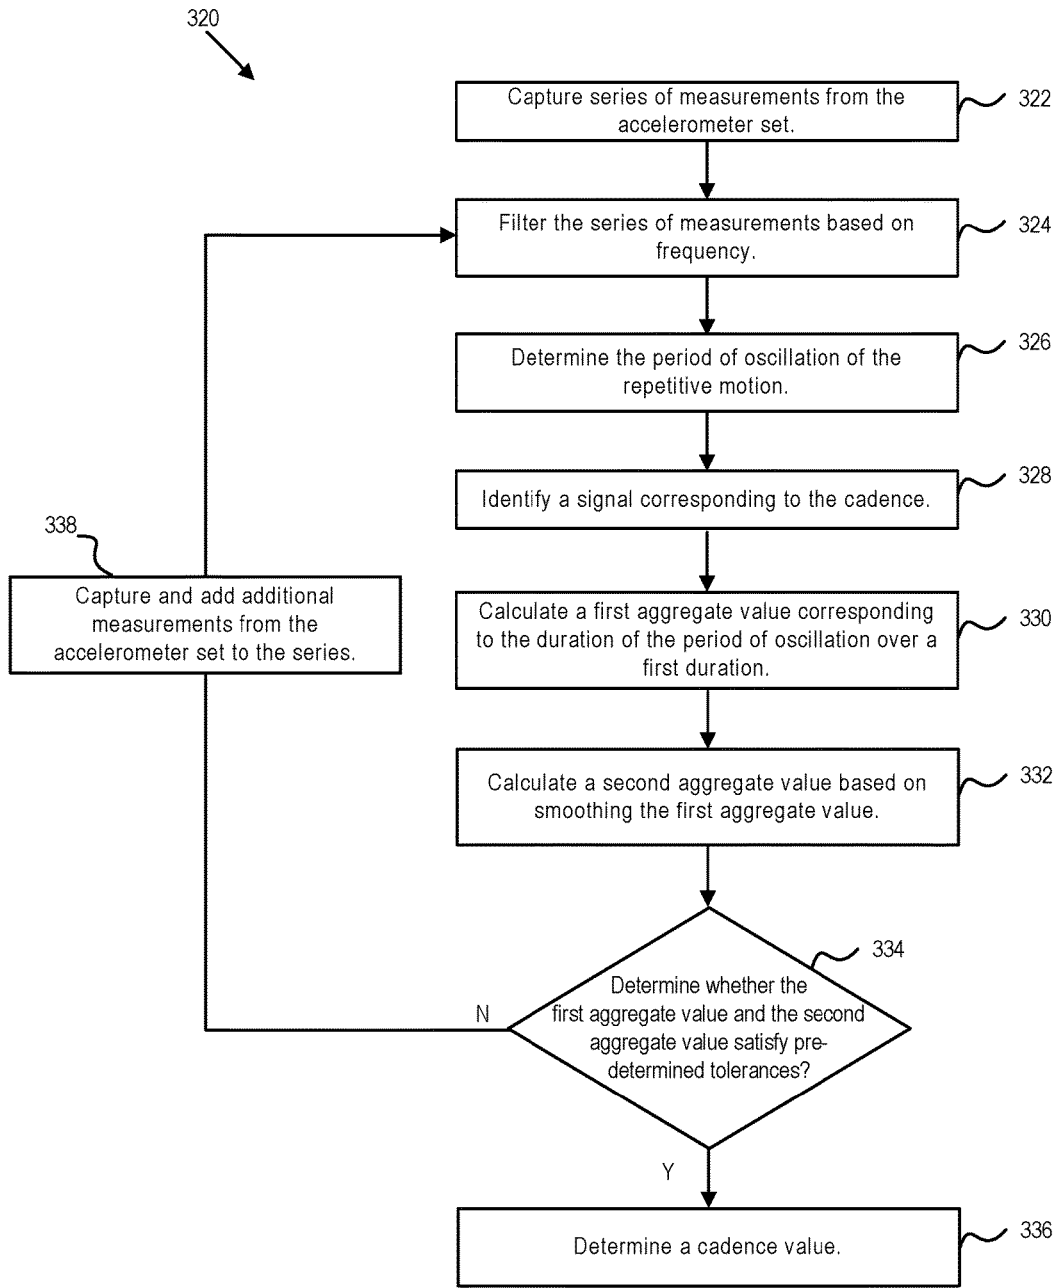 320
Capture series of measurements from the
accelerometer set.
322
Filter the series of measurements based on
frequency.
324
Determine the period of oscillation of the
repetitive motion.
326
Identify a signal corresponding to the cadence.
328
338
Capture and add additional
measurements from the
accelerometer set to the series.
Calculate a first aggregate value corresponding
to the duration of the period of oscillation over a
first duration.
330
Calculate a second aggregate value based on
smoothing the first aggregate value.
332
334
Determine whether the
first aggregate value and the second
aggregate value satisfy pre-
determined tolerances?
N
Y
Determine a cadence value.
336